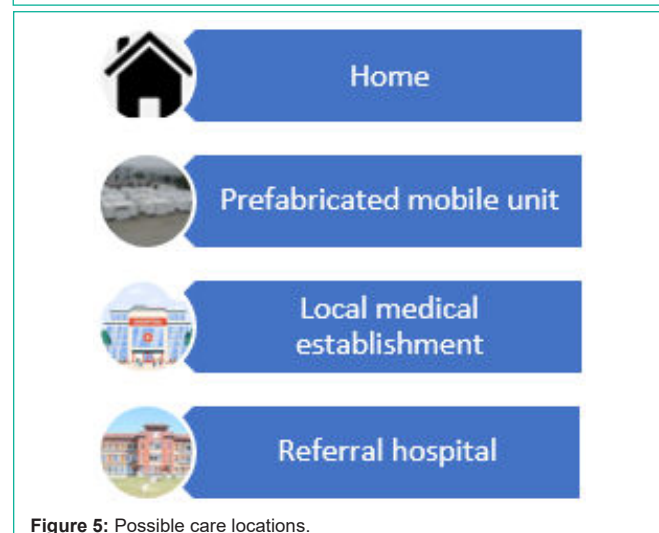 Home
Prefabricated mobile unit
Local medical
establishment
Referral hospital
Figure 5: Possible care locations.